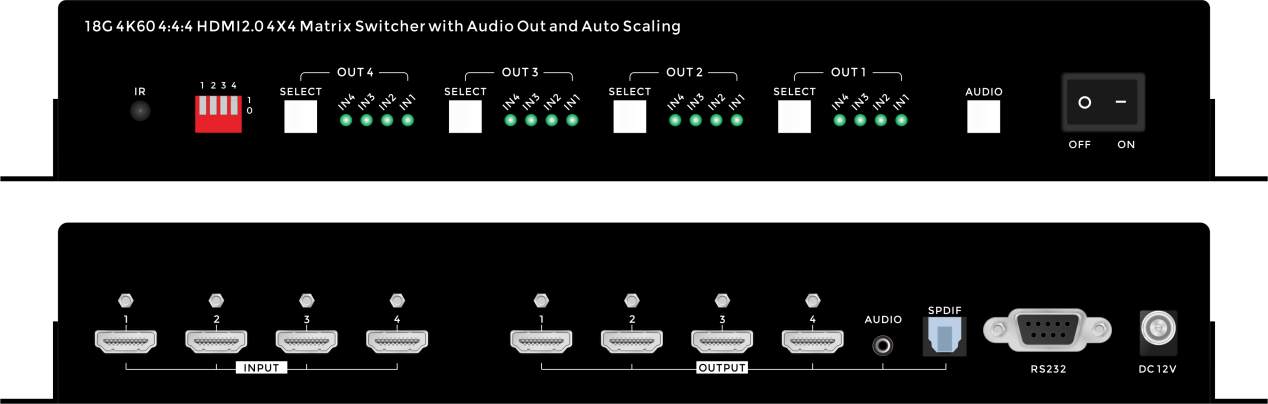 18G 4K60 4:4:4 HDMI2.0 4X4 Matrix Switcher with Audio Out and Auto Scaling
OUT 4 OUT 3 OUT 2 OUT 1
IR 1 2 3 4 SELECT IN4 IN3 IN2 IN1 SELECT IN4 IN3 IN2 IN1 SELECT IN4 IN3 IN2 IN1 SELECT IN4 IN3 IN2 IN1 AUDIO
1
0
OFF ON
1 2 3 4 1 2 3 4 AUDIO SPDIF
INPUT OUTPUT RS232 DC 12V